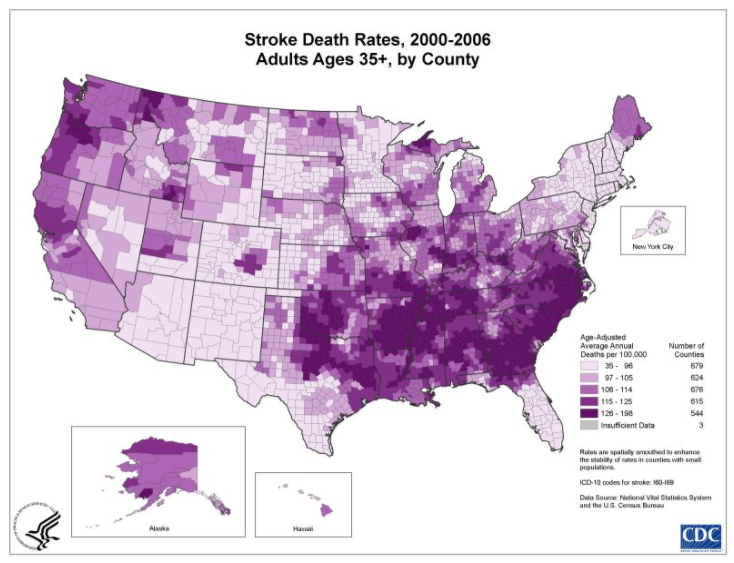 Stroke Death Rates, 2000-2006
Adults Ages 35+, by County
New York City
Age-Adjusted
Average Annual
Deaths per 100,000
Number of
Counties
35 - 96 679
97 - 105 624
106 - 114 676
115 - 125 615
126 - 198 544
Insufficient Data 3
Rates are spatially smoothed to enhance
the stability of rates in counties with small
populations.
ICD-10 codes for stroke: I60-I69
Data Source: National Vital Statistics System
and the U.S. Census Bureau
Alaska
Hawaii
CDC